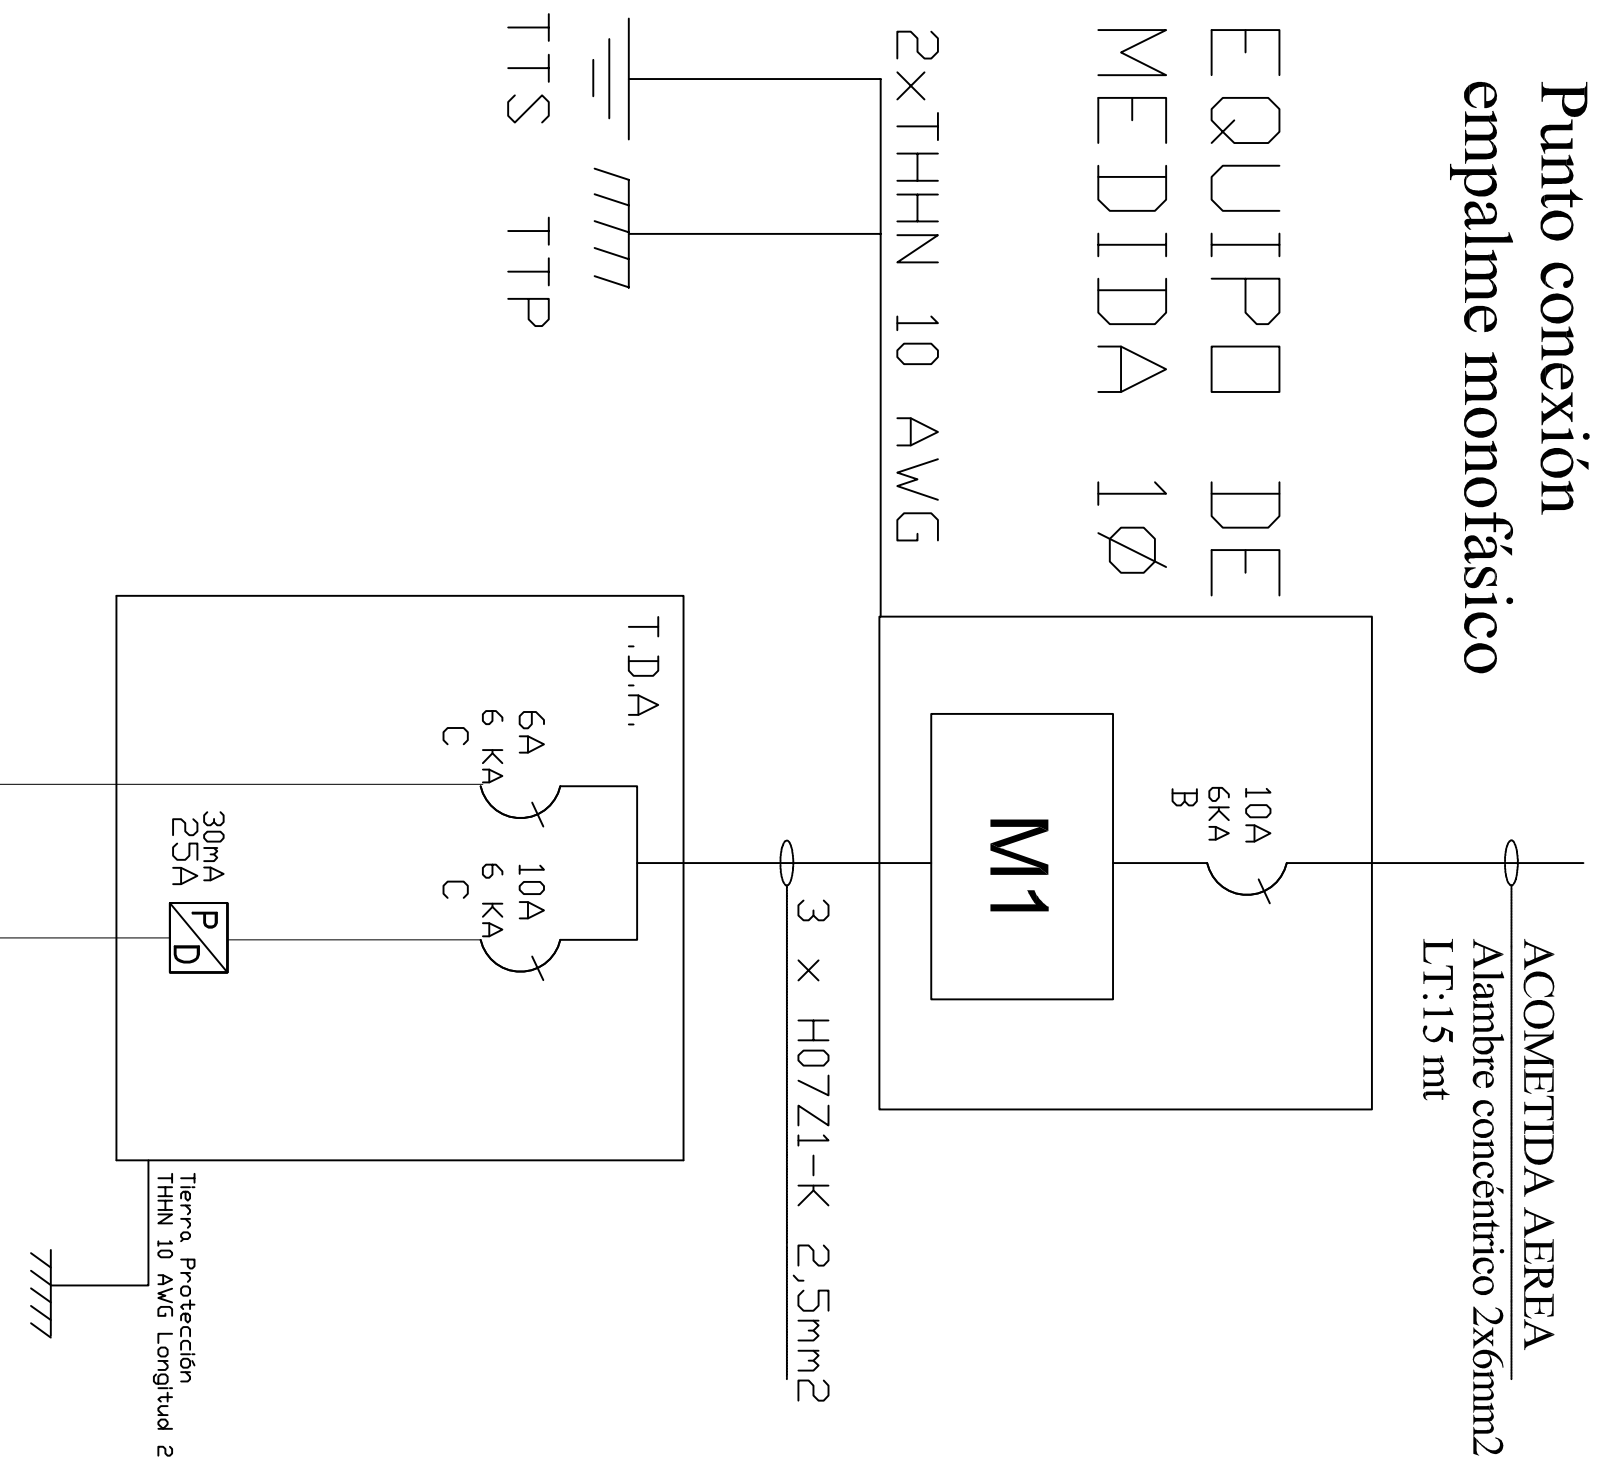 Punto conexión
empalme monofásico
ACOMETIDA AEREA
Alambre concéntrico 2x6mm2
LT:15 mt
EQUIPO DE
MEDIDA 1Ø
10A
6KA
B
M1
2xTHHN 10 AWG
TTS TTP
3 x H07Z1-K 2,5mm2
T.D.A.
6A
6 KA
C
10A
6 KA
C
30mA
25A
P/D
Tierra Protección
THHN 10 AWG Longitud 2